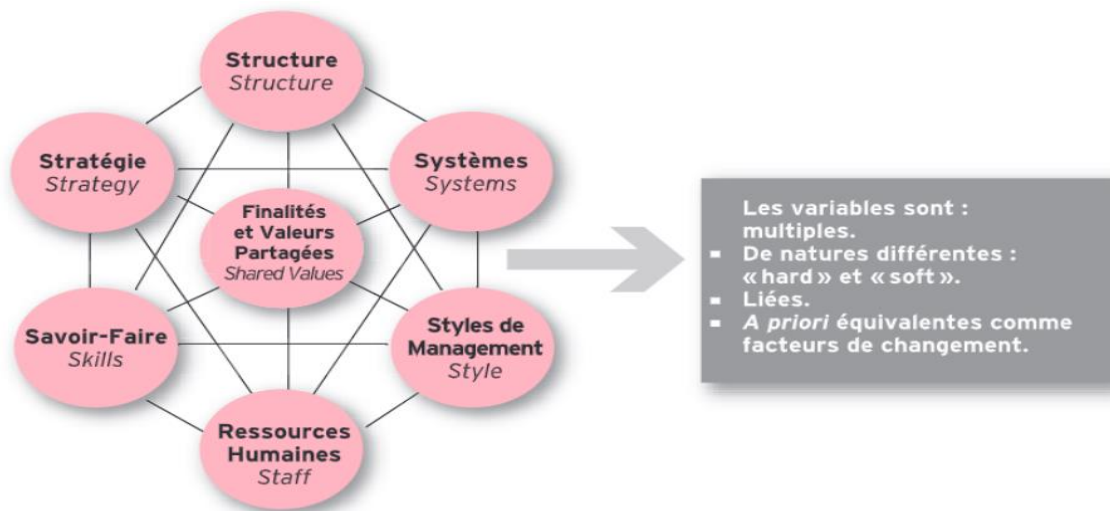 Structure
Structure
Stratégie
Strategy
Systèmes
Systems
Finalités
et Valeurs
Partagées
Shared Values
Savoir-Faire
Skills
Styles de
Management
Style
Ressources
Humaines
Staff
Les variables sont :
multiples.
▪ De natures différentes :
« hard » et « soft ».
▪ Liées.
▪ A priori équivalentes comme
facteurs de changement.